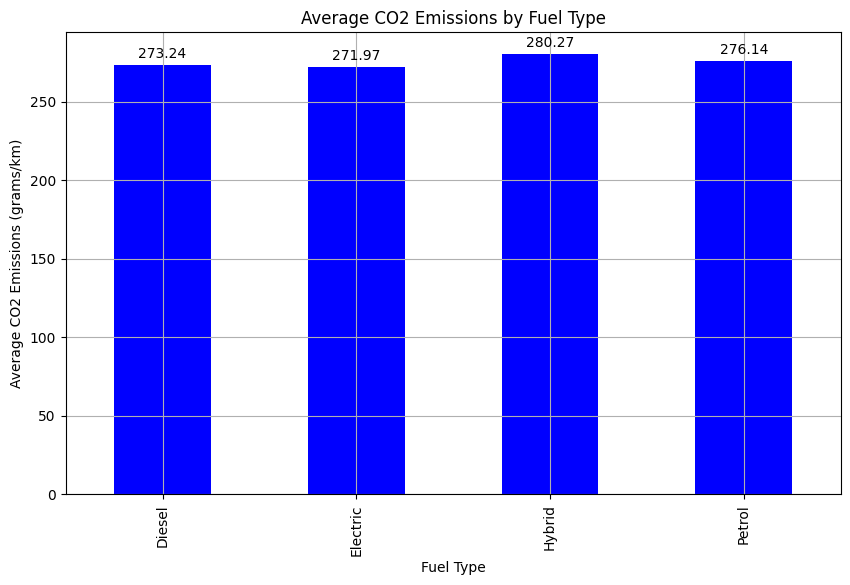 Average CO2 Emissions by Fuel Type
273.24
271.97
280.27
276.14
Average CO2 Emissions (grams/km)
250
200
150
100
50
0
Diesel
Electric
Hybrid
Petrol
Fuel Type